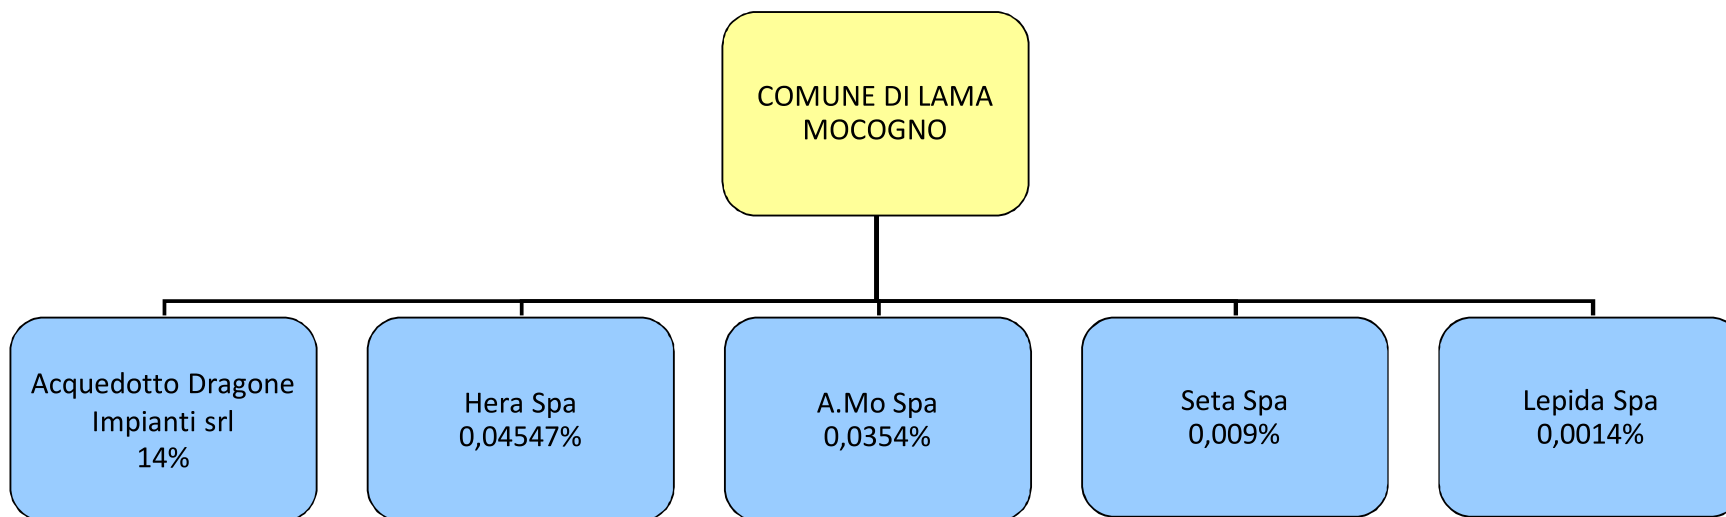 COMUNE DI LAMA
MOCOGNO
Acquedotto Dragone
Impianti srl
14%
Hera Spa
0,04547%
A.Mo Spa
0,0354%
Seta Spa
0,009%
Lepida Spa
0,0014%